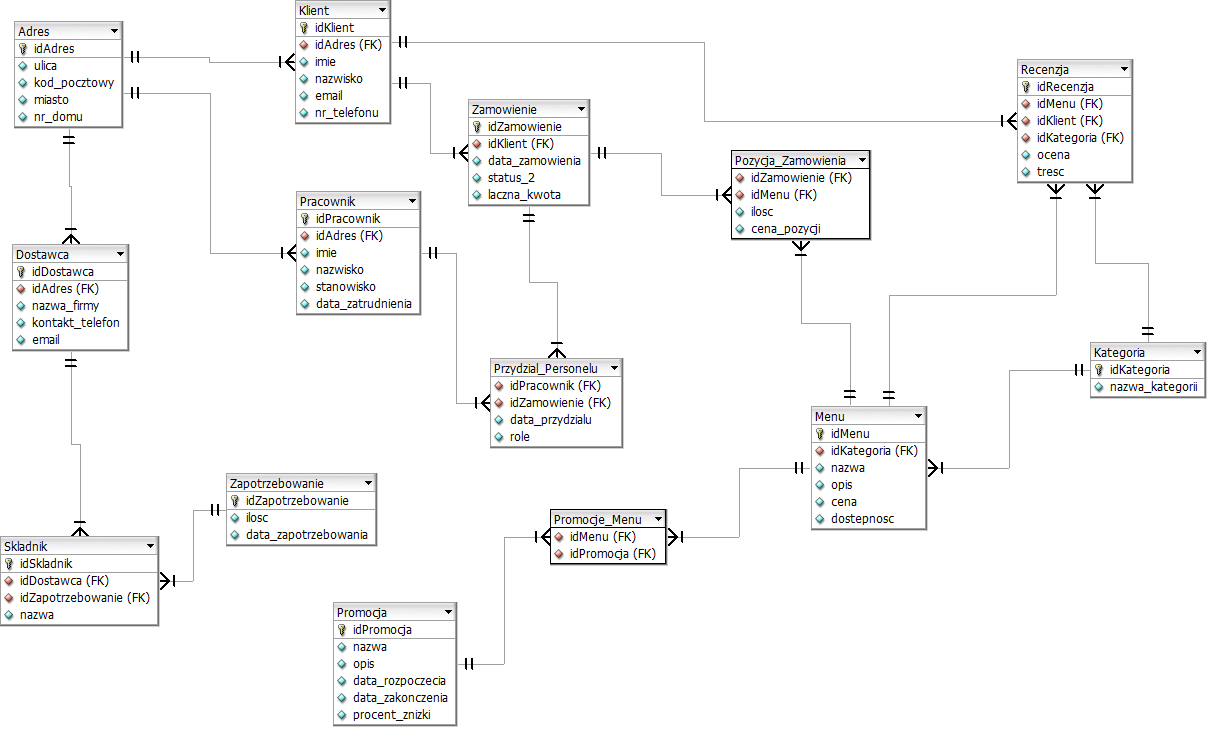 Adres
idAdres
ulica
kod_pocztowy
miasto
nr_domu
Klient
idKlient
idAdres (FK)
imie
nazwisko
email
nr_telefonu
Recenzja
idRecenzja
idMenu (FK)
idKlient (FK)
idKategoria (FK)
ocena
tresc
Zamowienie
idZamowienie
idKlient (FK)
data_zamowienia
status_2
laczna_kwota
Pozycja_Zamowienia
idZamowienie (FK)
idMenu (FK)
ilosc
cena_pozycji
Pracownik
idPracownik
idAdres (FK)
imie
nazwisko
stanowisko
data_zatrudnienia
Dostawca
idDostawca
idAdres (FK)
nazwa_firmy
kontakt_telefon
email
Przydzial_Personelu
idPracownik (FK)
idZamowienie (FK)
data_przydzialu
role
Kategoria
idKategoria
nazwa_kategorii
Menu
idMenu
idKategoria (FK)
nazwa
opis
cena
dostepnosc
Zapotrzebowanie
idZapotrzebowanie
ilosc
data_zapotrzebowania
Promocje_Menu
idMenu (FK)
idPromocja (FK)
Skladnik
idSkladnik
idDostawca (FK)
idZapotrzebowanie (FK)
nazwa
Promocja
idPromocja
nazwa
opis
data_rozpoczecia
data_zakonczenia
procent_znizki